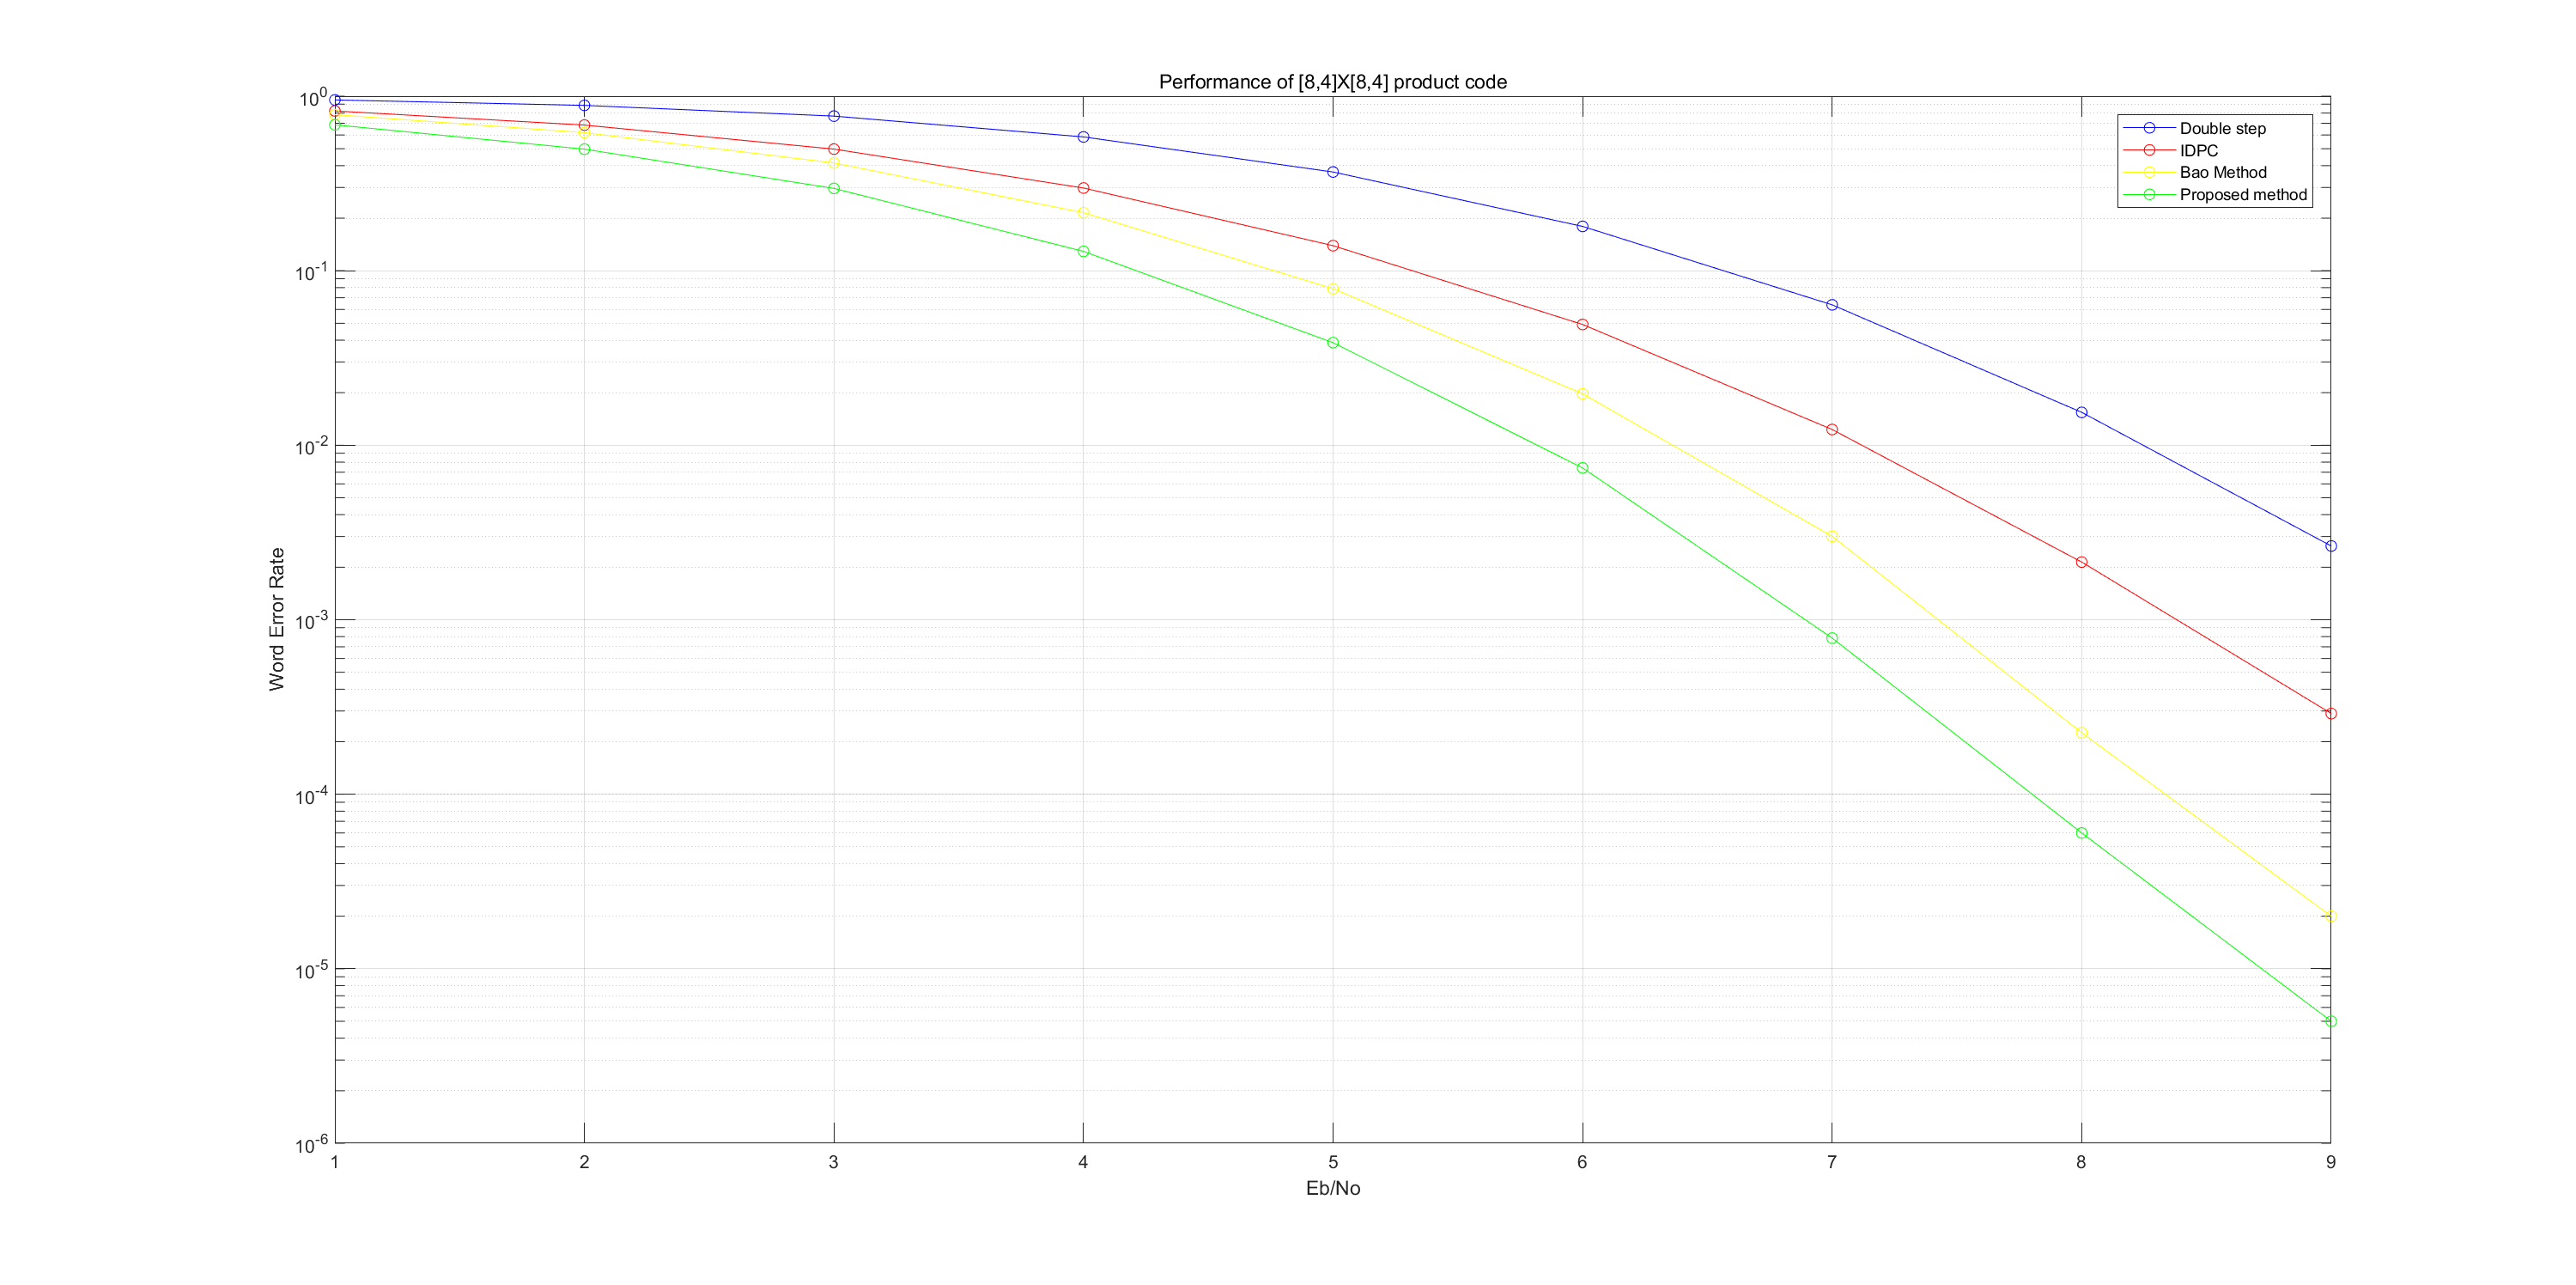 Performance of [8,4]X[8,4] product code
10^0
10^-1
10^-2
10^-3
10^-4
10^-5
10^-6
Word Error Rate
Double step
IDPC
Bao Method
Proposed method
1 2 3 4 5 6 7 8 9
Eb/No